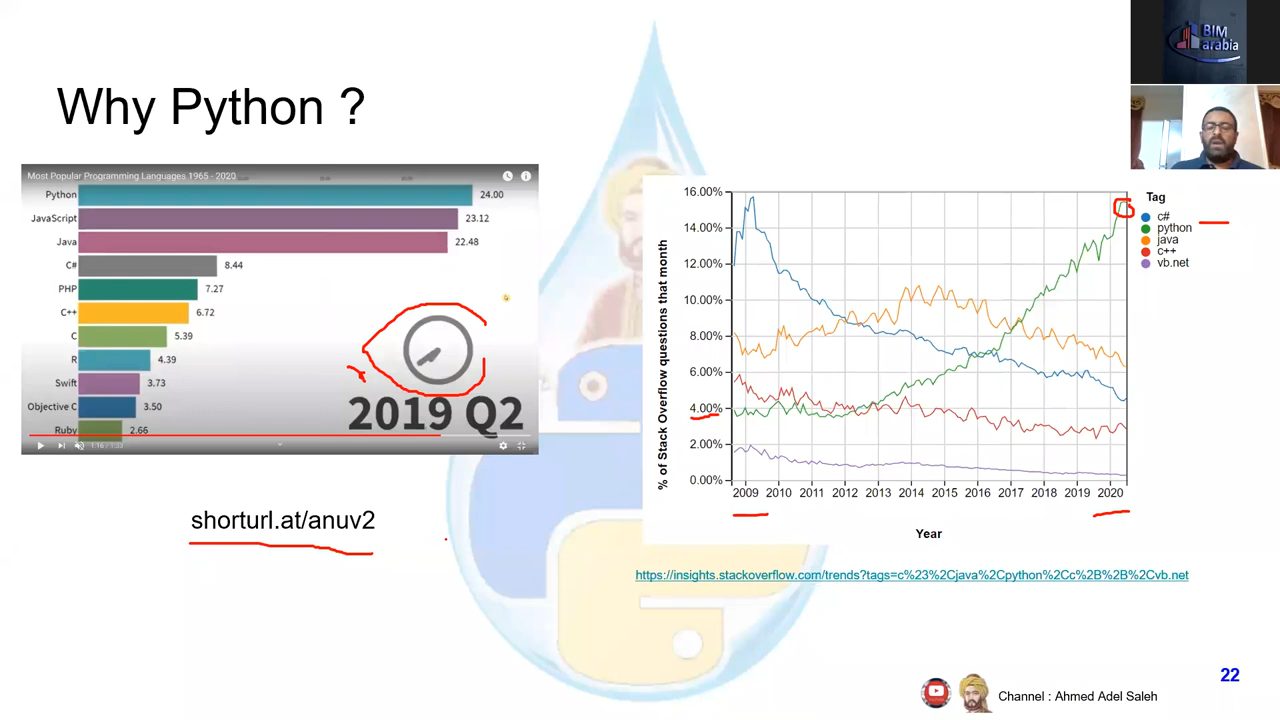 BIM
arabia
Why Python ?
Most Popular Programming Languages 1965 - 2020
Python 24.00
JavaScript 23.12
Java 22.48
C# 8.44
PHP 7.27
C++ 6.72
C 5.39
R 4.39
Swift 3.73
Objective C 3.50
Ruby 2.66
2019 Q2
shorturl.at/anuv2
% of Stack Overflow questions that month
16.00%
14.00%
12.00%
10.00%
8.00%
6.00%
4.00%
2.00%
0.00%
2009 2010 2011 2012 2013 2014 2015 2016 2017 2018 2019 2020
Year
Tag
c#
python
java
c++
vb.net
https://insights.stackoverflow.com/trends?tags=c%23%2Cjava%2Cpython%2Cc%2B%2B%2Cvb.net
22
Channel : Ahmed Adel Saleh